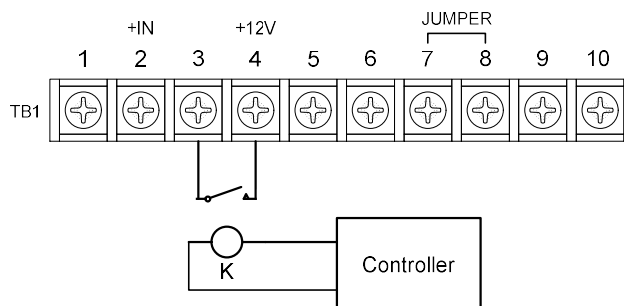 JUMPER
+IN +12V
1 2 3 4 5 6 7 8 9 10
TB1
K
Controller